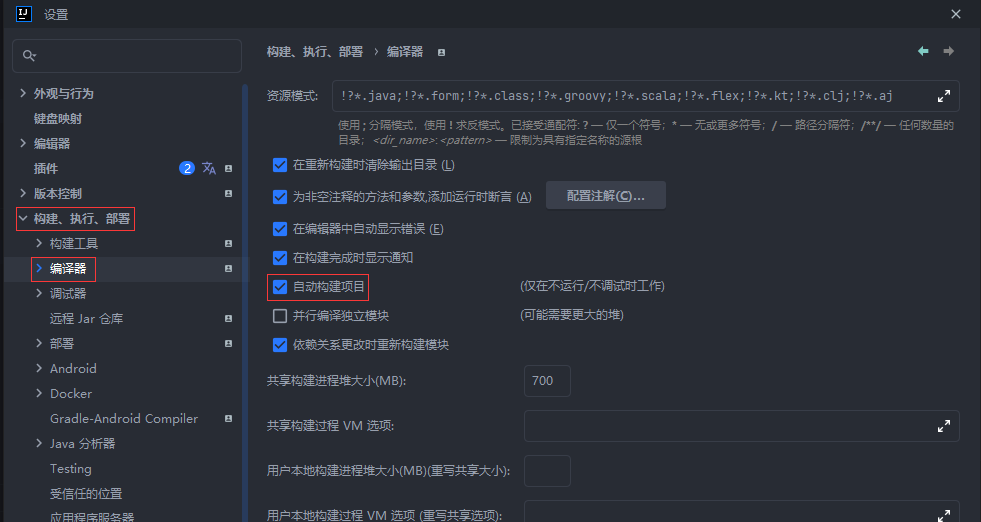 设置
外观与行为
键盘映射
编辑器
插件 2
版本控制
构建、执行、部署
构建工具
编译器
调试器
远程 Jar 仓库
部署
Android
Docker
Gradle-Android Compiler
Java 分析器
Testing
受信任的位置
应用程序服务器
构建、执行、部署 › 编译器
资源模式: !?*.java;!?*.form;!?*.class;!?*.groovy;!?*.scala;!?*.flex;!?*.kt;!?*.clj;!?*.aj
使用 ; 分隔模式，使用 ! 求反模式。已接受通配符: ? — 仅一个符号; * — 无或更多符号; / — 路径分隔符; /**/ — 任何数量的
目录; <dir_name>: <pattern> — 限制为具有指定名称的源根
在重新构建时清除输出目录 (L)
为非空注释的方法和参数,添加运行时断言 (A) 配置注解(C)...
在编辑器中自动显示错误 (E)
在构建完成时显示通知
自动构建项目 (仅在不运行/不调试时工作)
并行编译独立模块 (可能需要更大的堆)
依赖关系更改时重新构建模块
共享构建进程堆大小(MB): 700
共享构建过程 VM 选项:
用户本地构建进程堆大小(MB)(重写共享大小):
用户本地构建过程 VM 选项 (重写共享选项):